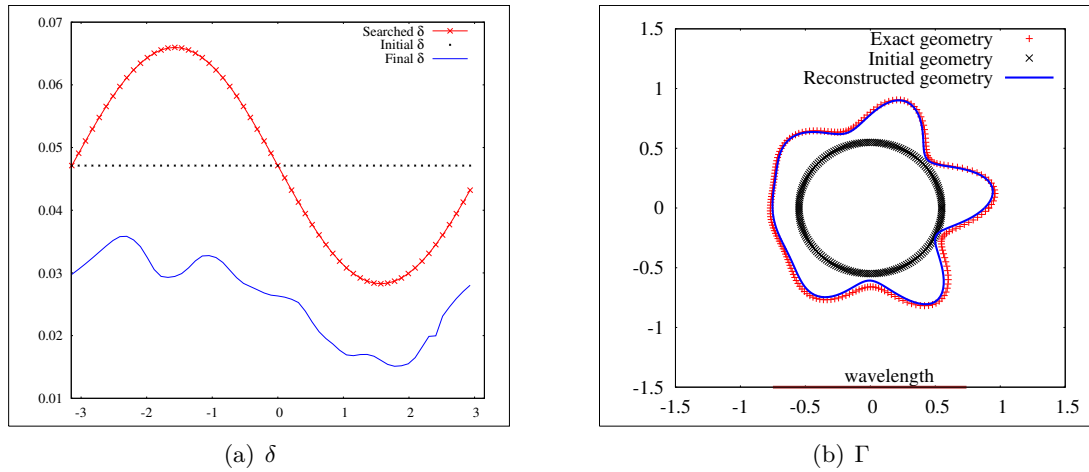 0.07
Searched δ
Initial δ
Final δ
0.06
0.05
0.04
0.03
0.02
0.01
-3 -2 -1 0 1 2 3
(a) δ
1.5
Exact geometry
Initial geometry
Reconstructed geometry
1
0.5
0
-0.5
-1
wavelength
-1.5
-1.5 -1 -0.5 0 0.5 1 1.5
(b) Γ